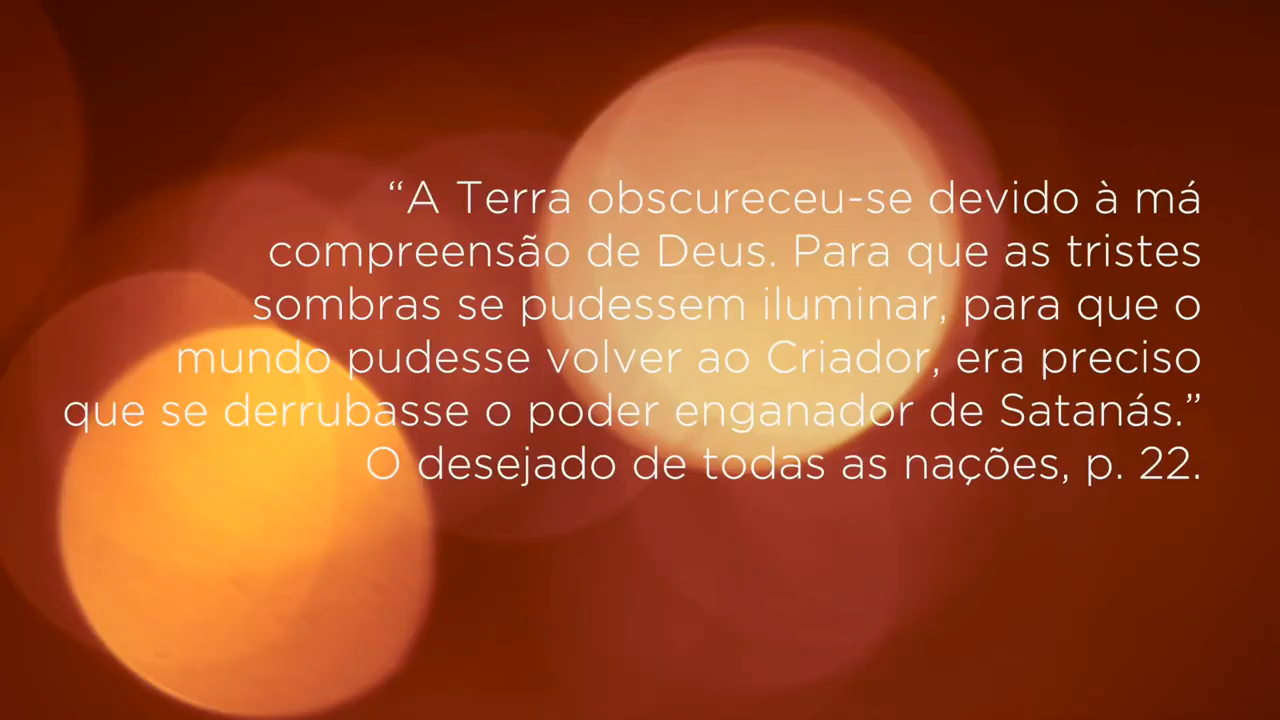 “A Terra obscureceu-se devido à má
compreensão de Deus. Para que as tristes
sombras se pudessem iluminar, para que o
mundo pudesse volver ao Criador, era preciso
que se derrubasse o poder enganador de Satanás.”
O desejado de todas as nações, p. 22.